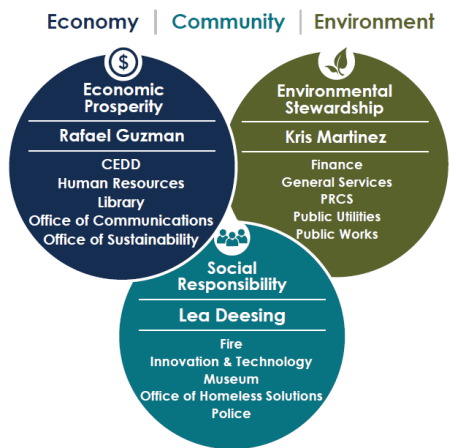 Economy | Community | Environment
$
Economic
Prosperity
Rafael Guzman
CEDD
Human Resources
Library
Office of Communications
Office of Sustainability
Environmental
Stewardship
Kris Martinez
Finance
General Services
PRCS
Public Utilities
Public Works
Social
Responsibility
Lea Deesing
Fire
Innovation & Technology
Museum
Office of Homeless Solutions
Police